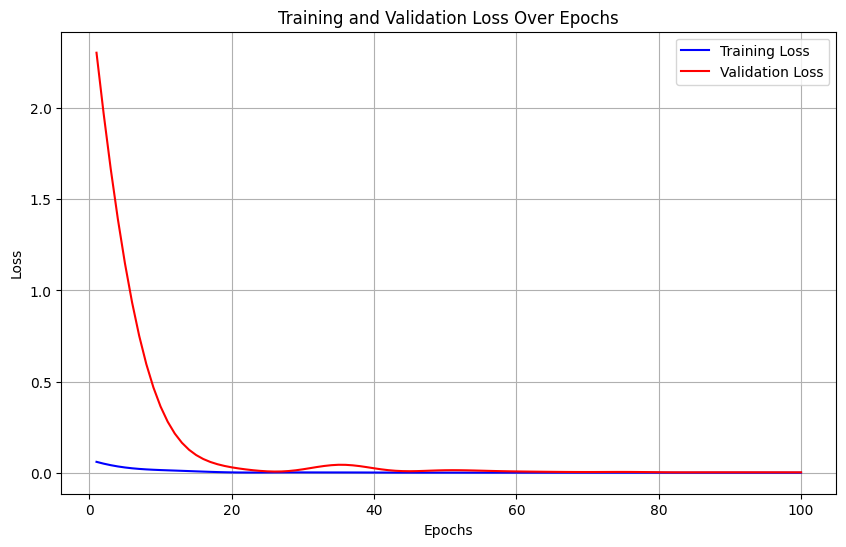 Training and Validation Loss Over Epochs
Training Loss
Validation Loss
2.0
1.5
1.0
0.5
0.0
Loss
0 20 40 60 80 100
Epochs